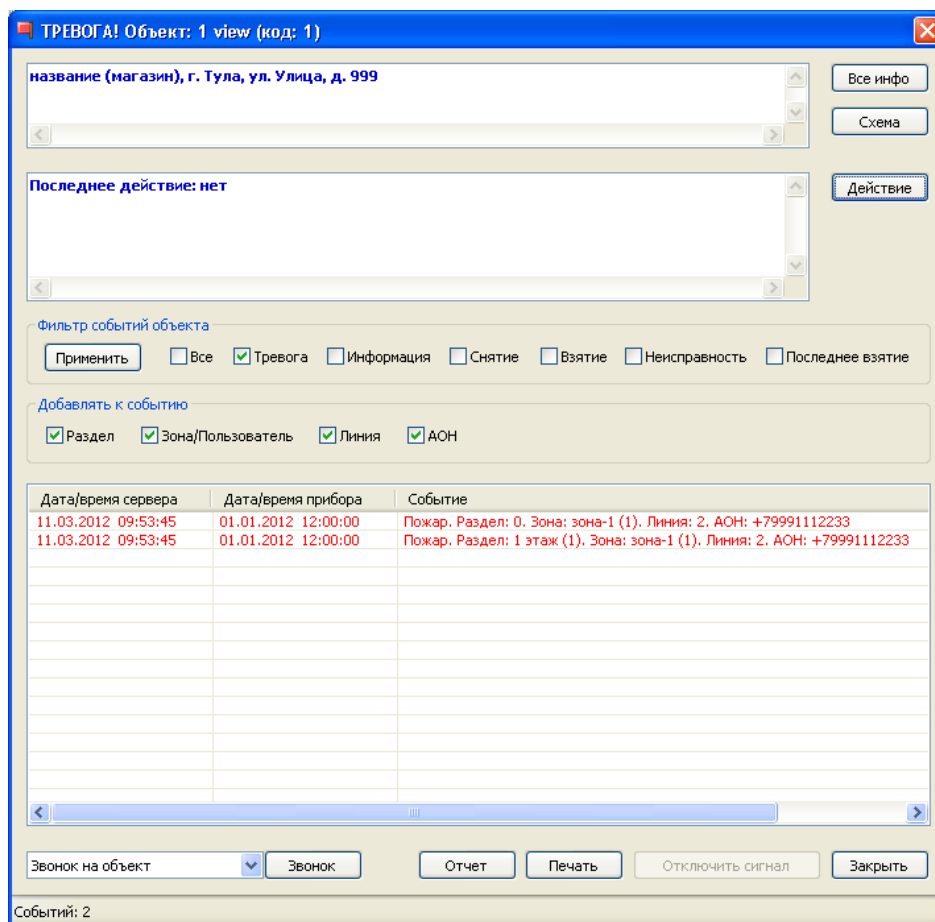 ТРЕВОГА! Объект: 1 view (код: 1)
название (магазин), г. Тула, ул. Улица, д. 999
Все инфо
Схема
Последнее действие: нет
Действие
Фильтр событий объекта
Применить Все Тревога Информация Снятие Взятие Неисправность Последнее взятие
Добавлять к событию
Раздел Зона/Пользователь Линия АОН
Дата/время сервера Дата/время прибора Событие
11.03.2012 09:53:45 01.01.2012 12:00:00 Пожар. Раздел: 0. Зона: зона-1 (1). Линия: 2. АОН: +79991112233
11.03.2012 09:53:45 01.01.2012 12:00:00 Пожар. Раздел: 1 этаж (1). Зона: зона-1 (1). Линия: 2. АОН: +79991112233
Звонок на объект Звонок Отчет Печать Отключить сигнал Закрыть
Событий: 2